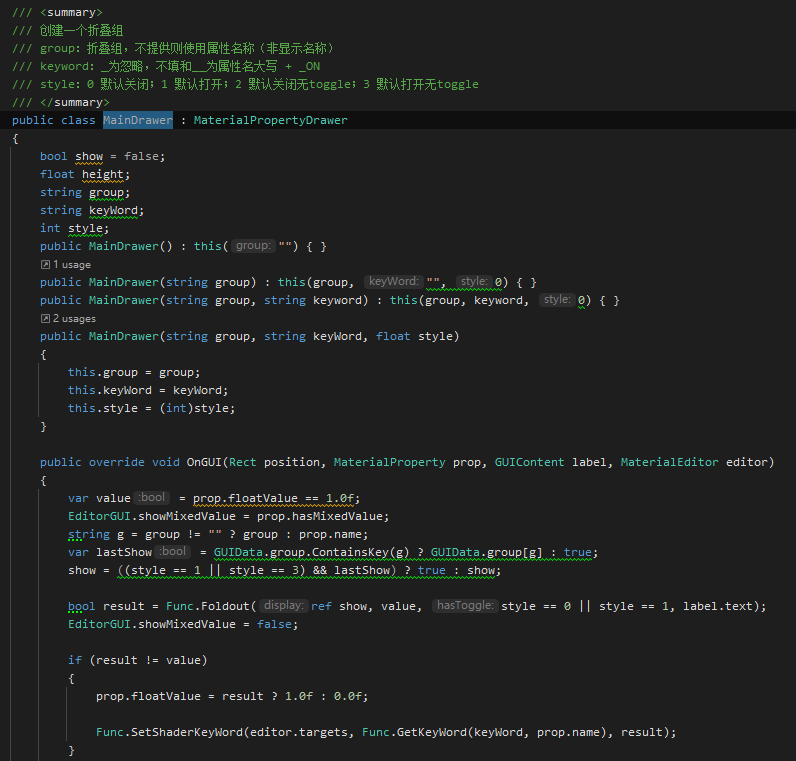 /// <summary>
/// 创建一个折叠组
/// group：折叠组，不提供则使用属性名称（非显示名称）
/// keyword：_为忽略，不填和__为属性名大写 + _ON
/// style：0 默认关闭；1 默认打开；2 默认关闭无toggle；3 默认打开无toggle
/// </summary>
public class MainDrawer : MaterialPropertyDrawer
{
bool show = false;
float height;
string group;
string keyWord;
int style;
public MainDrawer() : this( group: "") { }
1 usage
public MainDrawer(string group) : this(group, keyWord: "", style: 0) { }
public MainDrawer(string group, string keyword) : this(group, keyword, style: 0) { }
2 usages
public MainDrawer(string group, string keyWord, float style)
{
this.group = group;
this.keyWord = keyWord;
this.style = (int)style;
}
public override void OnGUI(Rect position, MaterialProperty prop, GUIContent label, MaterialEditor editor)
{
var value :bool = prop.floatValue == 1.0f;
EditorGUI.showMixedValue = prop.hasMixedValue;
string g = group != "" ? group : prop.name;
var lastShow :bool = GUIData.group.ContainsKey(g) ? GUIData.group[g] : true;
show = ((style == 1 || style == 3) && lastShow) ? true : show;
bool result = Func.Foldout( display: ref show, value, hasToggle: style == 0 || style == 1, label.text);
EditorGUI.showMixedValue = false;
if (result != value)
{
prop.floatValue = result ? 1.0f : 0.0f;
Func.SetShaderKeyWord(editor.targets, Func.GetKeyWord(keyWord, prop.name), result);
}